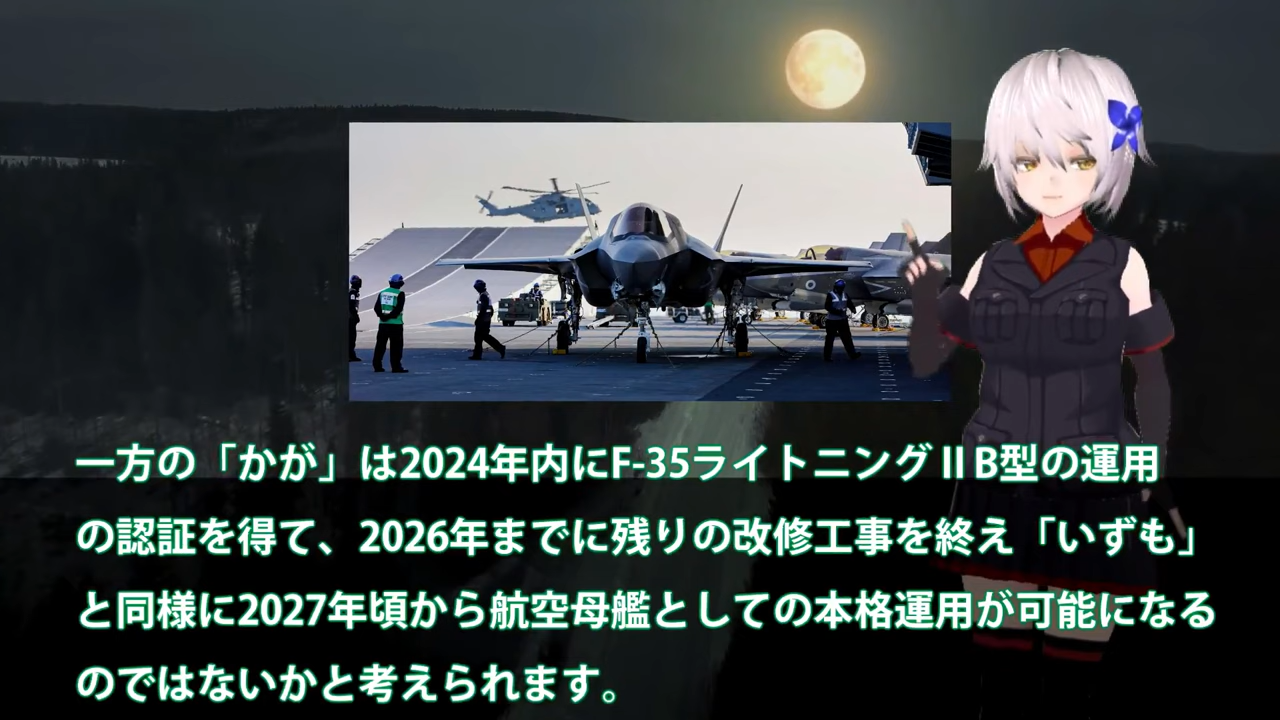 一方の「かが」は2024年内にF-35ライトニングⅡB型の運用
の認証を得て、2026年までに残りの改修工事を終え「いずも」
と同様に2027年頃から航空母艦としての本格運用が可能になる
のではないかと考えられます。